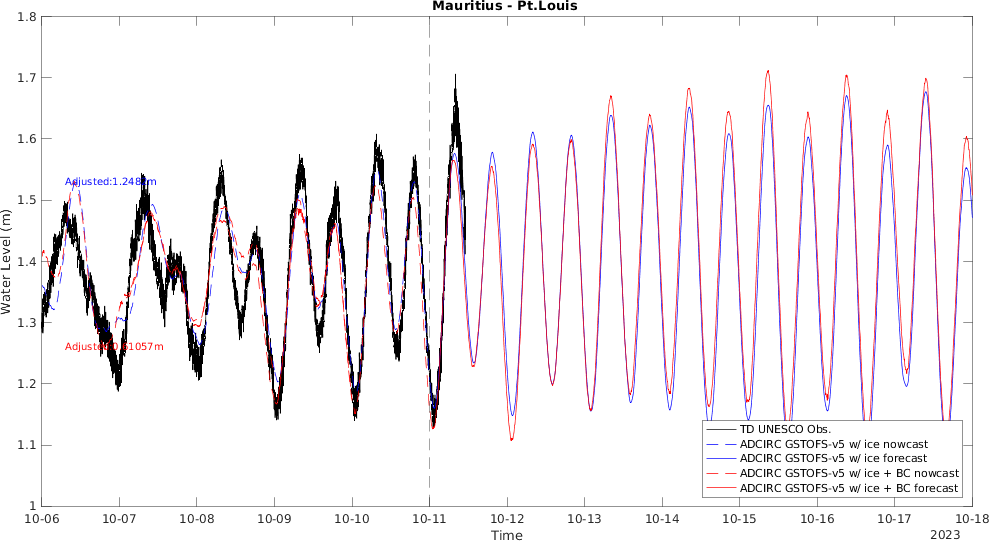 Mauritius - Pt.Louis
1.8
1.7
1.6
1.5
1.4
1.3
1.2
1.1
1
Water Level (m)
Adjusted:1.2482m
TD UNESCO Obs.
ADCIRC GSTOFS-v5 w/ ice nowcast
ADCIRC GSTOFS-v5 w/ ice forecast
ADCIRC GSTOFS-v5 w/ ice + BC nowcast
ADCIRC GSTOFS-v5 w/ ice + BC forecast
10-06 10-07 10-08 10-09 10-10 10-11 10-12 10-13 10-14 10-15 10-16 10-17 10-18
Time
2023